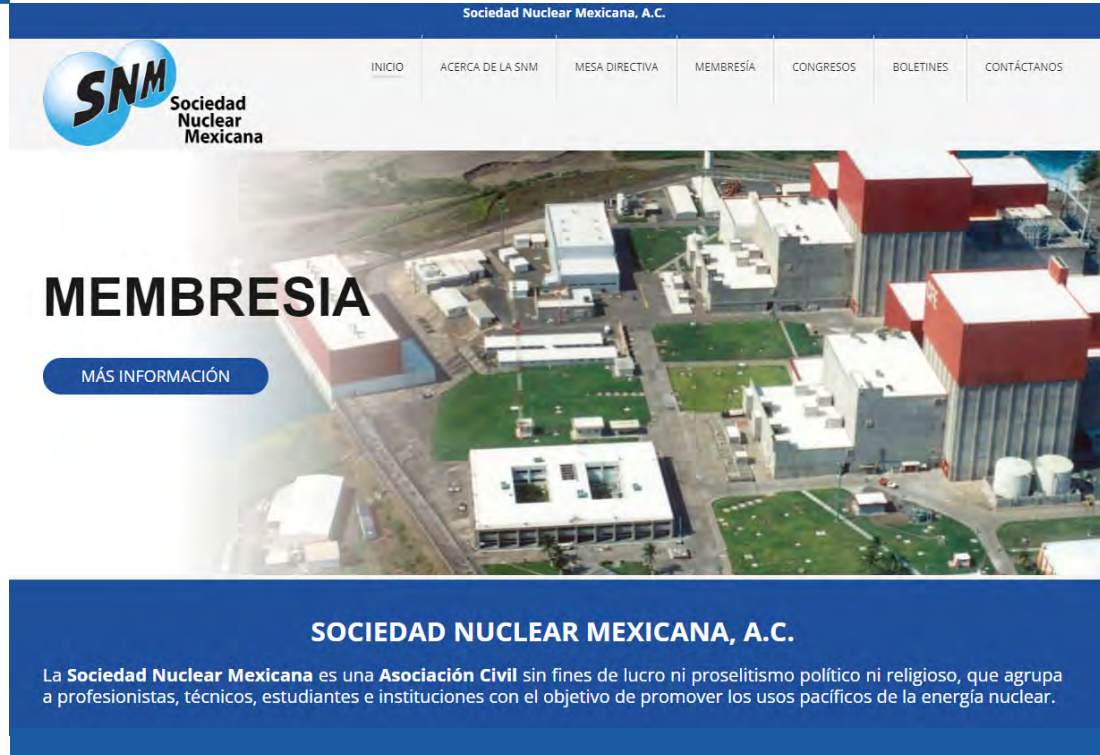 Sociedad Nuclear Mexicana, A.C.
SNM
Sociedad
Nuclear
Mexicana
INICIO ACERCA DE LA SNM MESA DIRECTIVA MEMBRESÍA CONGRESOS BOLETINES CONTÁCTANOS
MEMBRESIA
MÁS INFORMACIÓN
SOCIEDAD NUCLEAR MEXICANA, A.C.
La Sociedad Nuclear Mexicana es una Asociación Civil sin fines de lucro ni proselitismo político ni religioso, que agrupa
a profesionistas, técnicos, estudiantes e instituciones con el objetivo de promover los usos pacíficos de la energía nuclear.